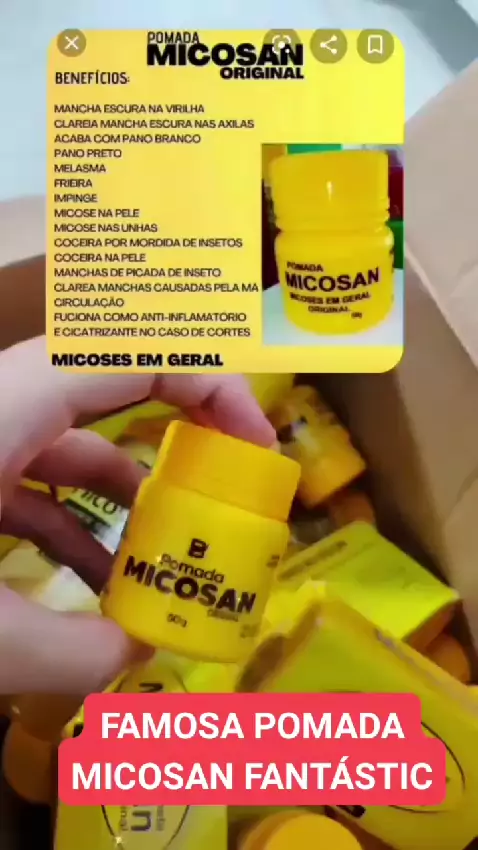 POMADA
MICOSAN
ORIGINAL
BENEFÍCIOS:
MANCHA ESCURA NA VIRILHA
CLAREIA MANCHA ESCURA NAS AXILAS
ACABA COM PANO BRANCO
PANO PRETO
MELASMA
FRIEIRA
IMPINGE
MICOSE NA PELE
MICOSE NAS UNHAS
COCEIRA POR MORDIDA DE INSETOS
COCEIRA NA PELE
MANCHAS DE PICADA DE INSETO
CLAREA MANCHAS CAUSADAS PELA MA
CIRCULAÇÃO
FUCIONA COMO ANTI-INFLAMATÓRIO
E CICATRIZANTE NO CASO DE CORTES
MICOSES EM GERAL
POMADA
MICOSAN
MICOSES EM GERAL
ORIGINAL
Pomada
MICOSAN
ORIGINAL
50g
FAMOSA POMADA
MICOSAN FANTÁSTIC